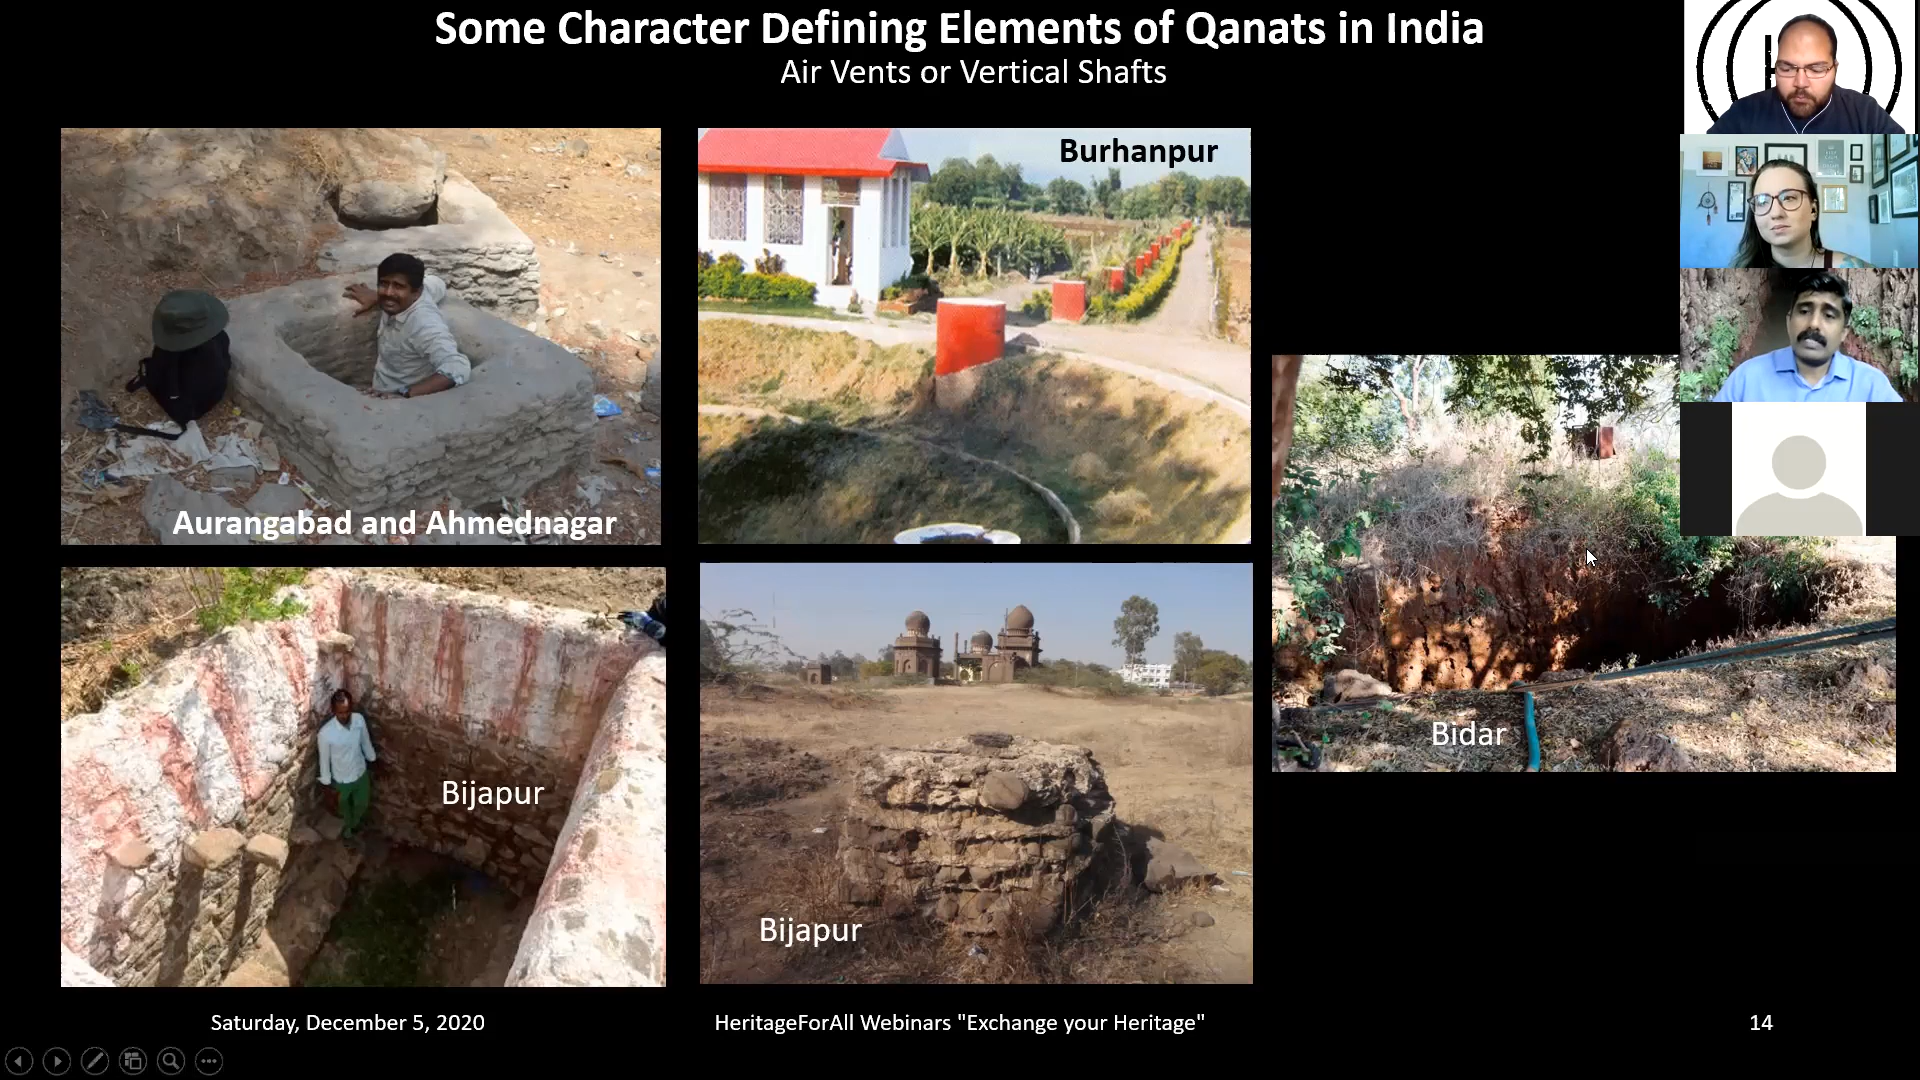 Some Character Defining Elements of Qanats in India
Air Vents or Vertical Shafts
Aurangabad and Ahmednagar
Burhanpur
Bijapur
Bijapur
Bidar
Saturday, December 5, 2020
HeritageForAll Webinars "Exchange your Heritage"
14